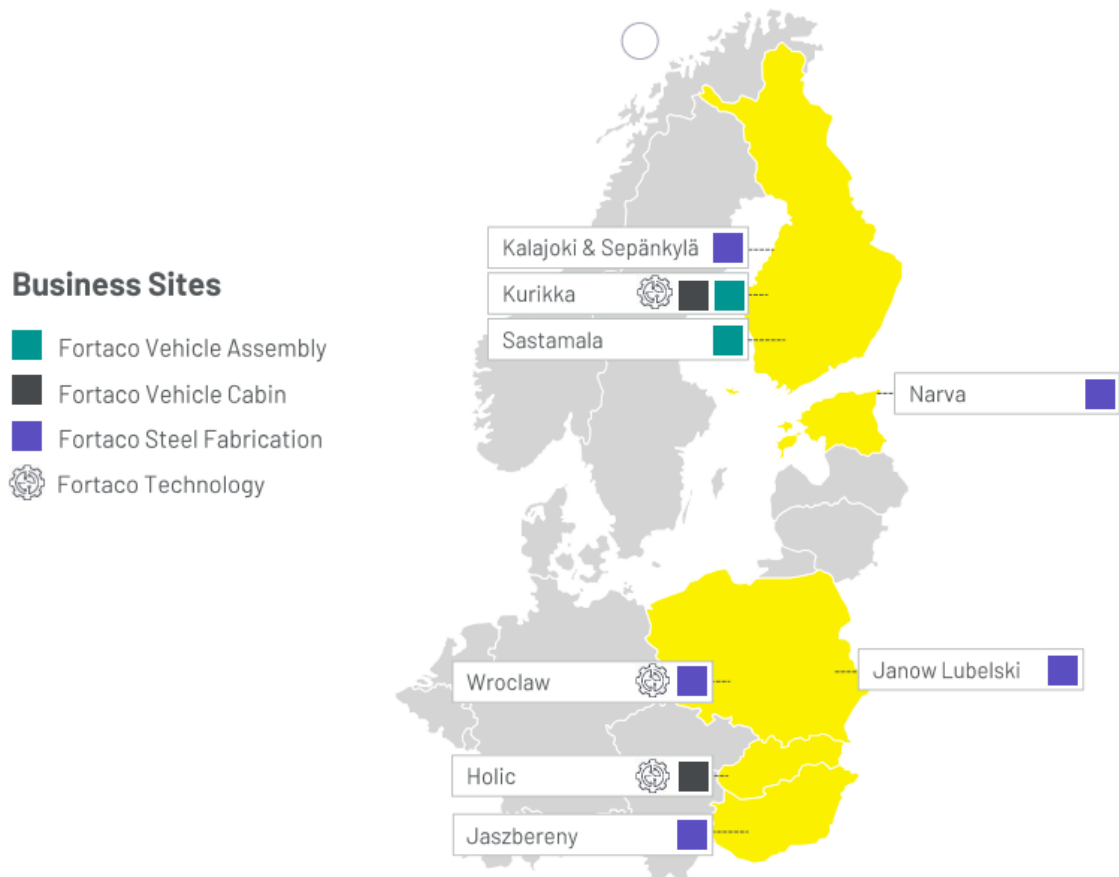 Business Sites
Fortaco Vehicle Assembly
Fortaco Vehicle Cabin
Fortaco Steel Fabrication
Fortaco Technology
Kalajoki & Sepänkylä
Kurikka
Sastamala
Narva
Wroclaw
Janow Lubelski
Holic
Jaszbereny